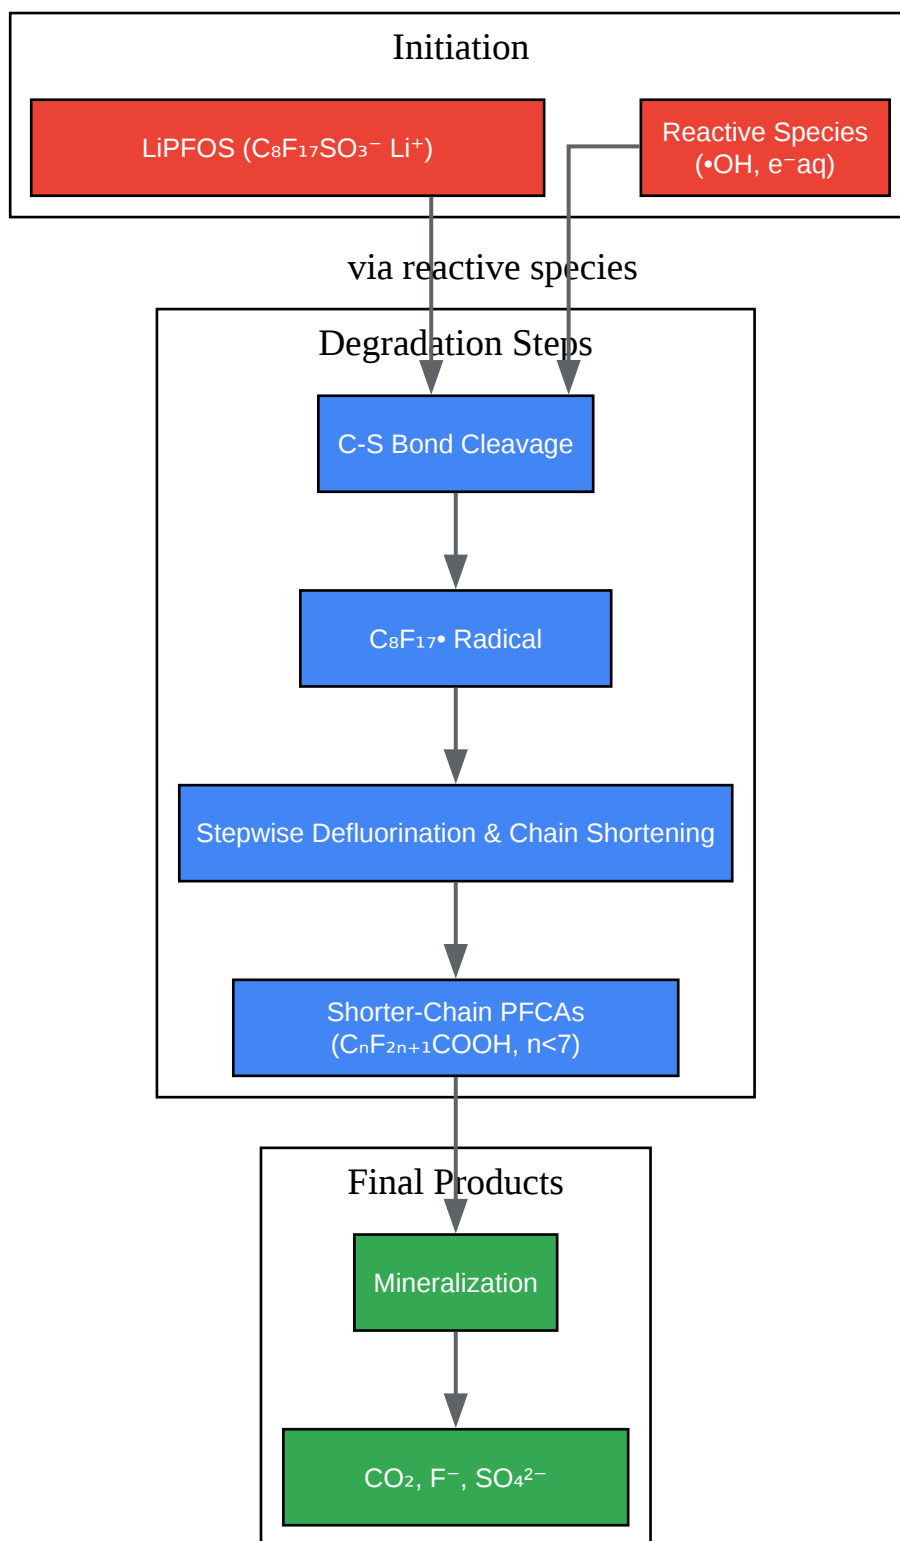 Initiation
LiPFOS (C₈F₁₇SO₃⁻ Li⁺)
Reactive Species
(•OH, e⁻aq)
via reactive species
Degradation Steps
C-S Bond Cleavage
C₈F₁₇• Radical
Stepwise Defluorination & Chain Shortening
Shorter-Chain PFCAs
(CₙF₂ₙ₊₁COOH, n<7)
Final Products
Mineralization
CO₂, F⁻, SO₄²⁻